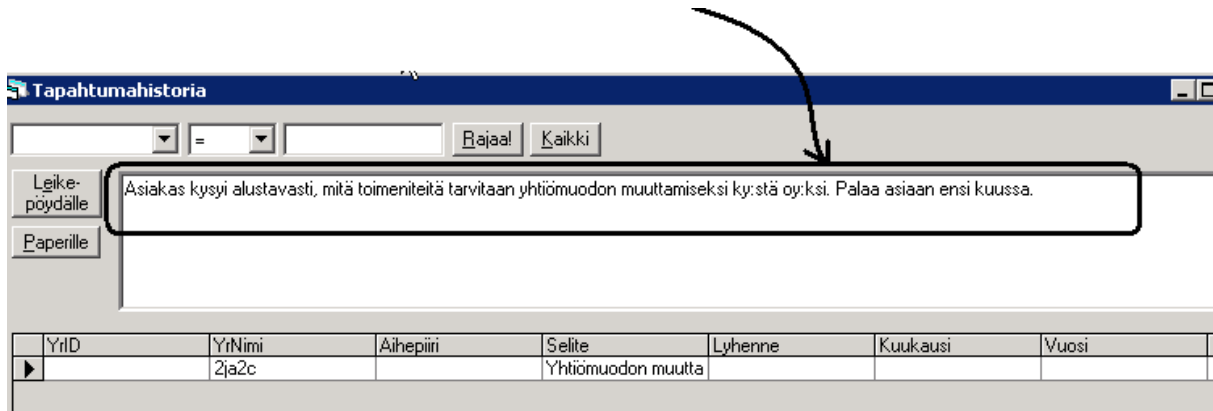 Tapahtumahistoria
= Rajaa! Kaikki
Leike-
pöydälle
Asiakas kysyi alustavasti, mitä toimeniteitä tarvitaan yhtiömuodon muuttamiseksi ky:stä oy:ksi. Palaa asiaan ensi kuussa.
Paperille
YrID YrNimi Aihepiiri Selite Lyhenne Kuukausi Vuosi
2ja2c Yhtiömuodon muutta